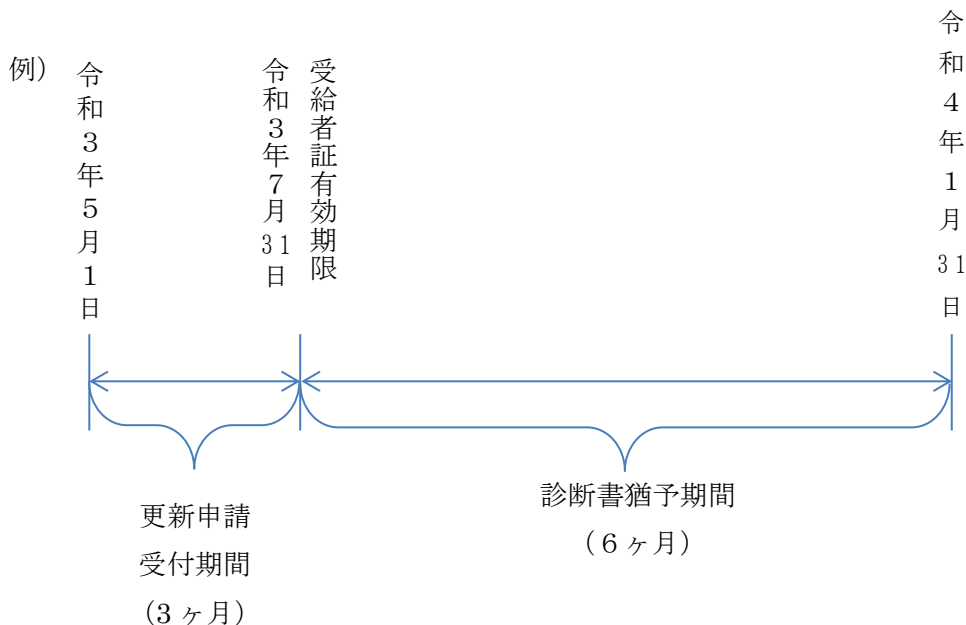 例)
令和３年５月１日
令和３年７月31日
受給者証有効期限
令和４年１月31日
更新申請
受付期間
（3 ヶ月）
診断書猶予期間
（６ヶ月）